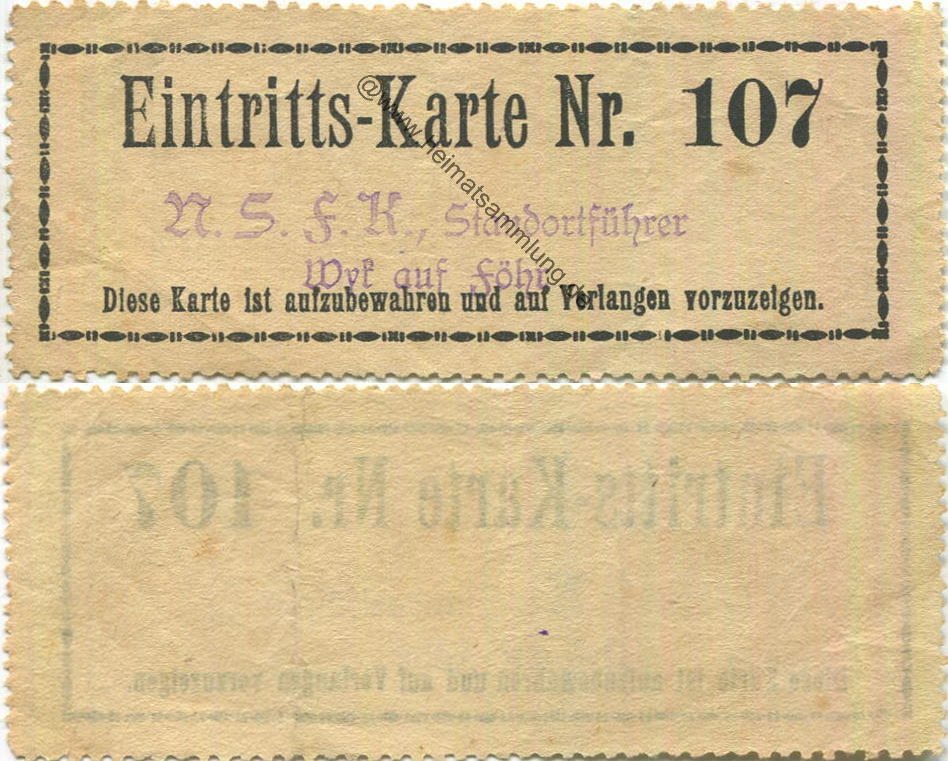 Eintritts-Karte Nr. 107
N. S. F. K., Standortführer
Wyk auf Föhr
Diese Karte ist aufzubewahren und auf Verlangen vorzuzeigen.
@www.heimatsammlung.de